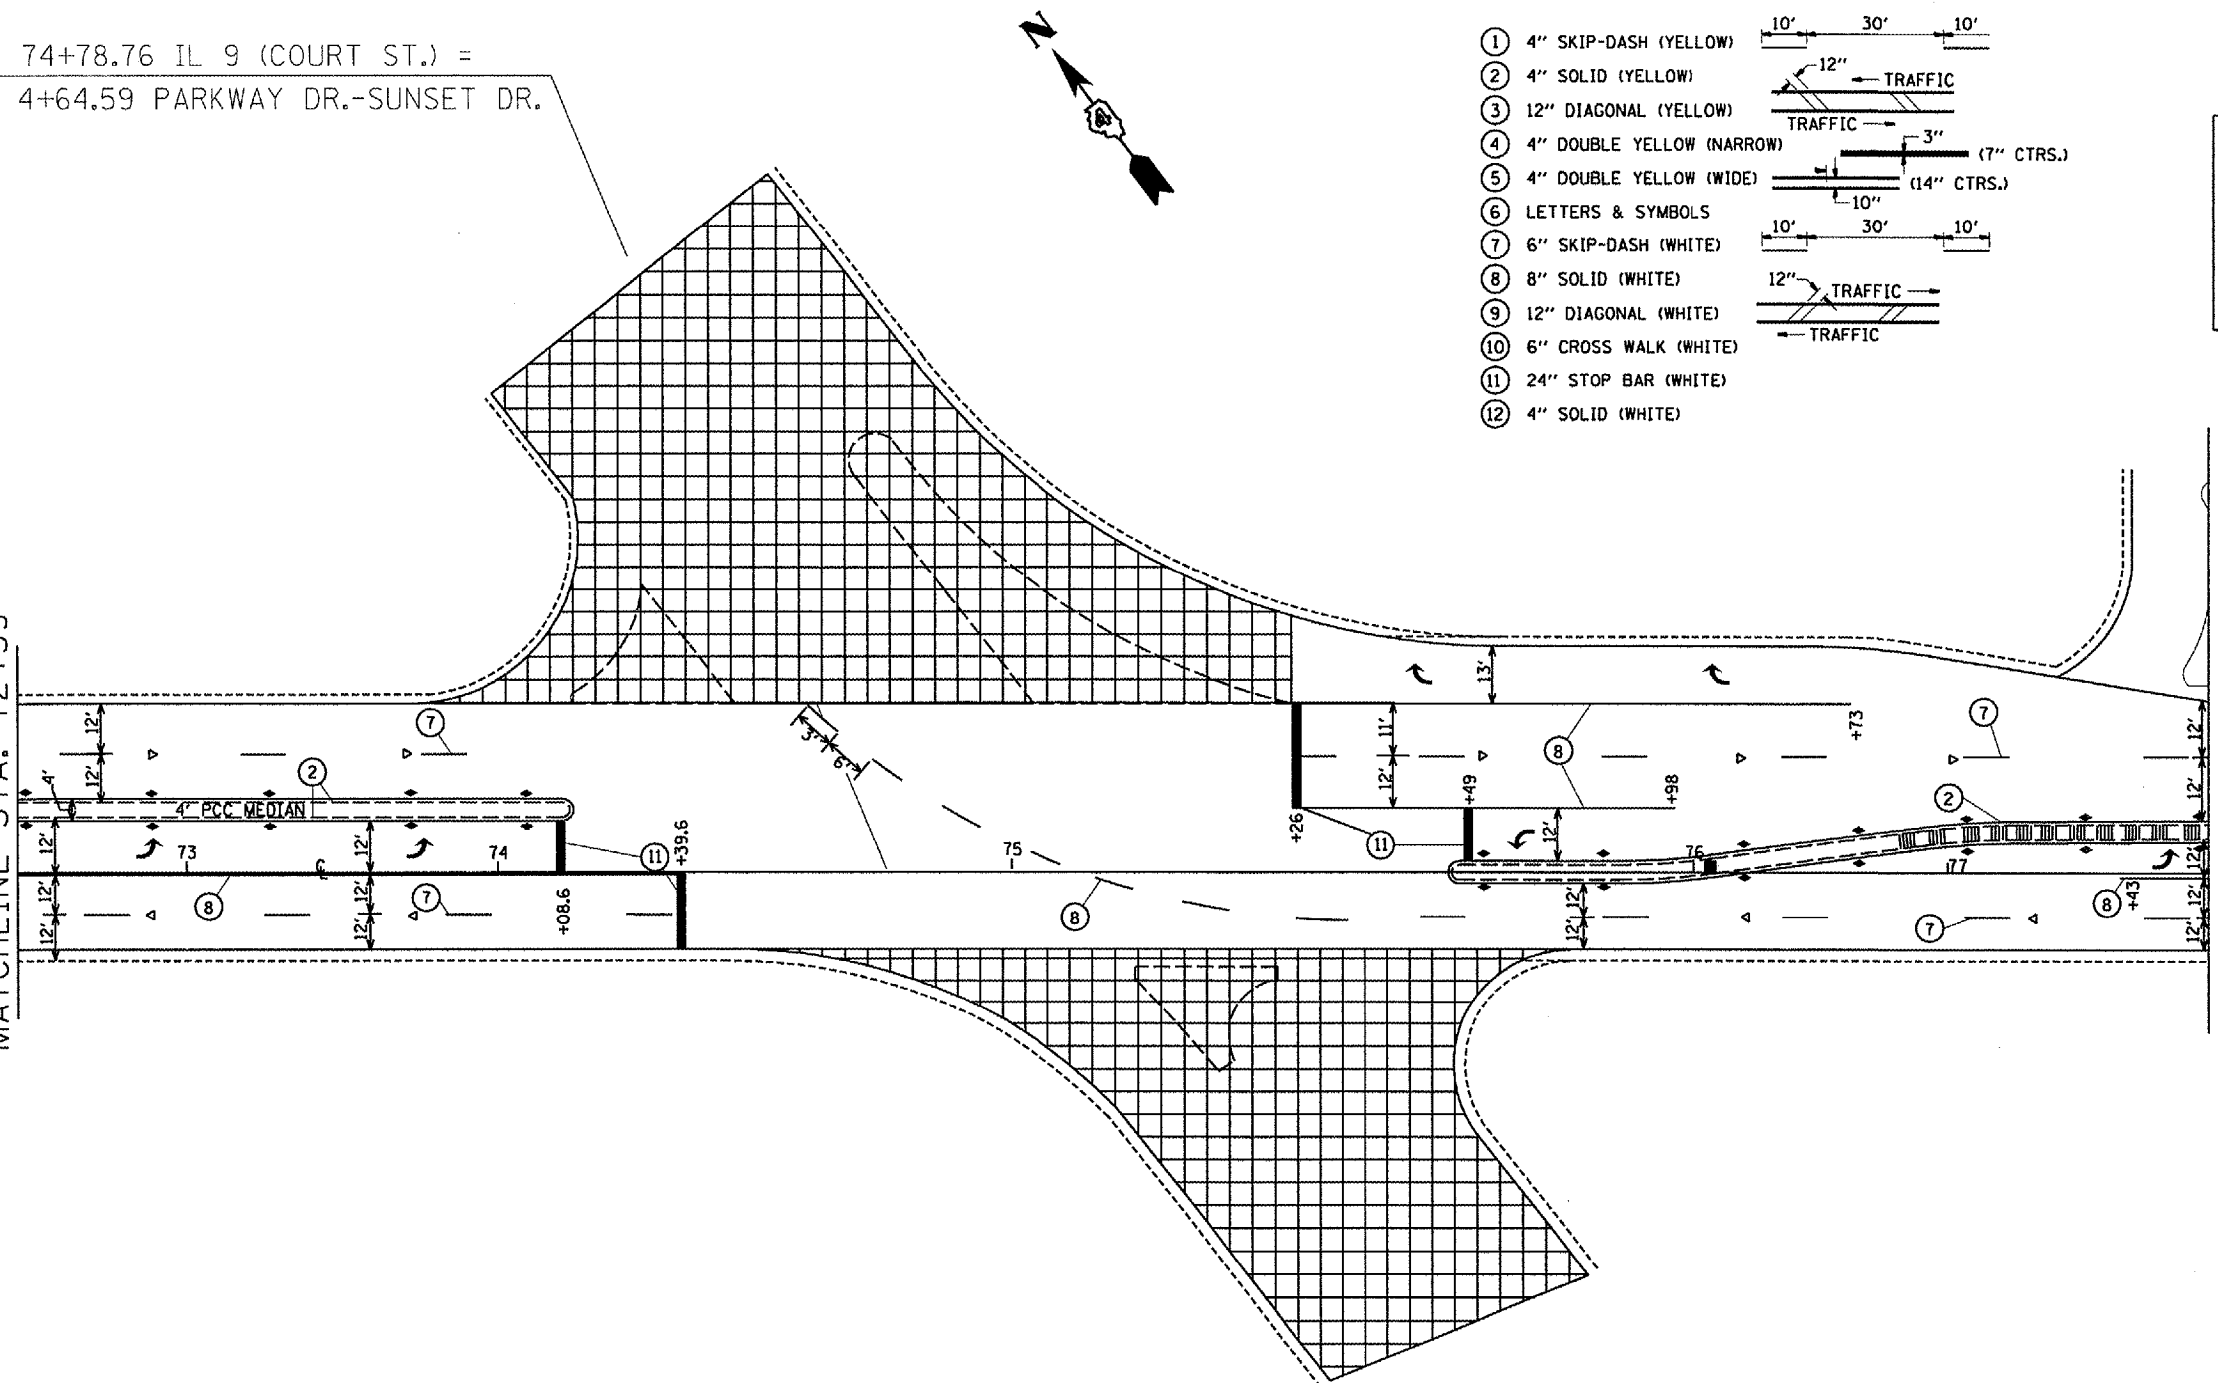 74+78.76 IL 9 (COURT ST.) =
4+64.59 PARKWAY DR.-SUNSET DR.
N
1 4" SKIP-DASH (YELLOW)
10' 30' 10'
2 4" SOLID (YELLOW)
12" TRAFFIC
3 12" DIAGONAL (YELLOW)
TRAFFIC
4 4" DOUBLE YELLOW (NARROW)
3" (7" CTRS.)
5 4" DOUBLE YELLOW (WIDE)
(14" CTRS.)
10"
6 LETTERS & SYMBOLS
7 6" SKIP-DASH (WHITE)
10' 30' 10'
8 8" SOLID (WHITE)
9 12" DIAGONAL (WHITE)
12" TRAFFIC
TRAFFIC
10 6" CROSS WALK (WHITE)
11 24" STOP BAR (WHITE)
12 4" SOLID (WHITE)
MATCHLINE STA.
13'
12' 7 3' 6' 11' 8 +73 7 12'
12' 2 12' +49 +98 2 12'
4' 4' PCC MEDIAN
12' 12' 11 +39.6 +26 11 12' 12'
73 74 75 76 77
℄
12' 8 12' 7 +08.6 8 12' 7 8 +43 12'
12' 12' 12' 12'